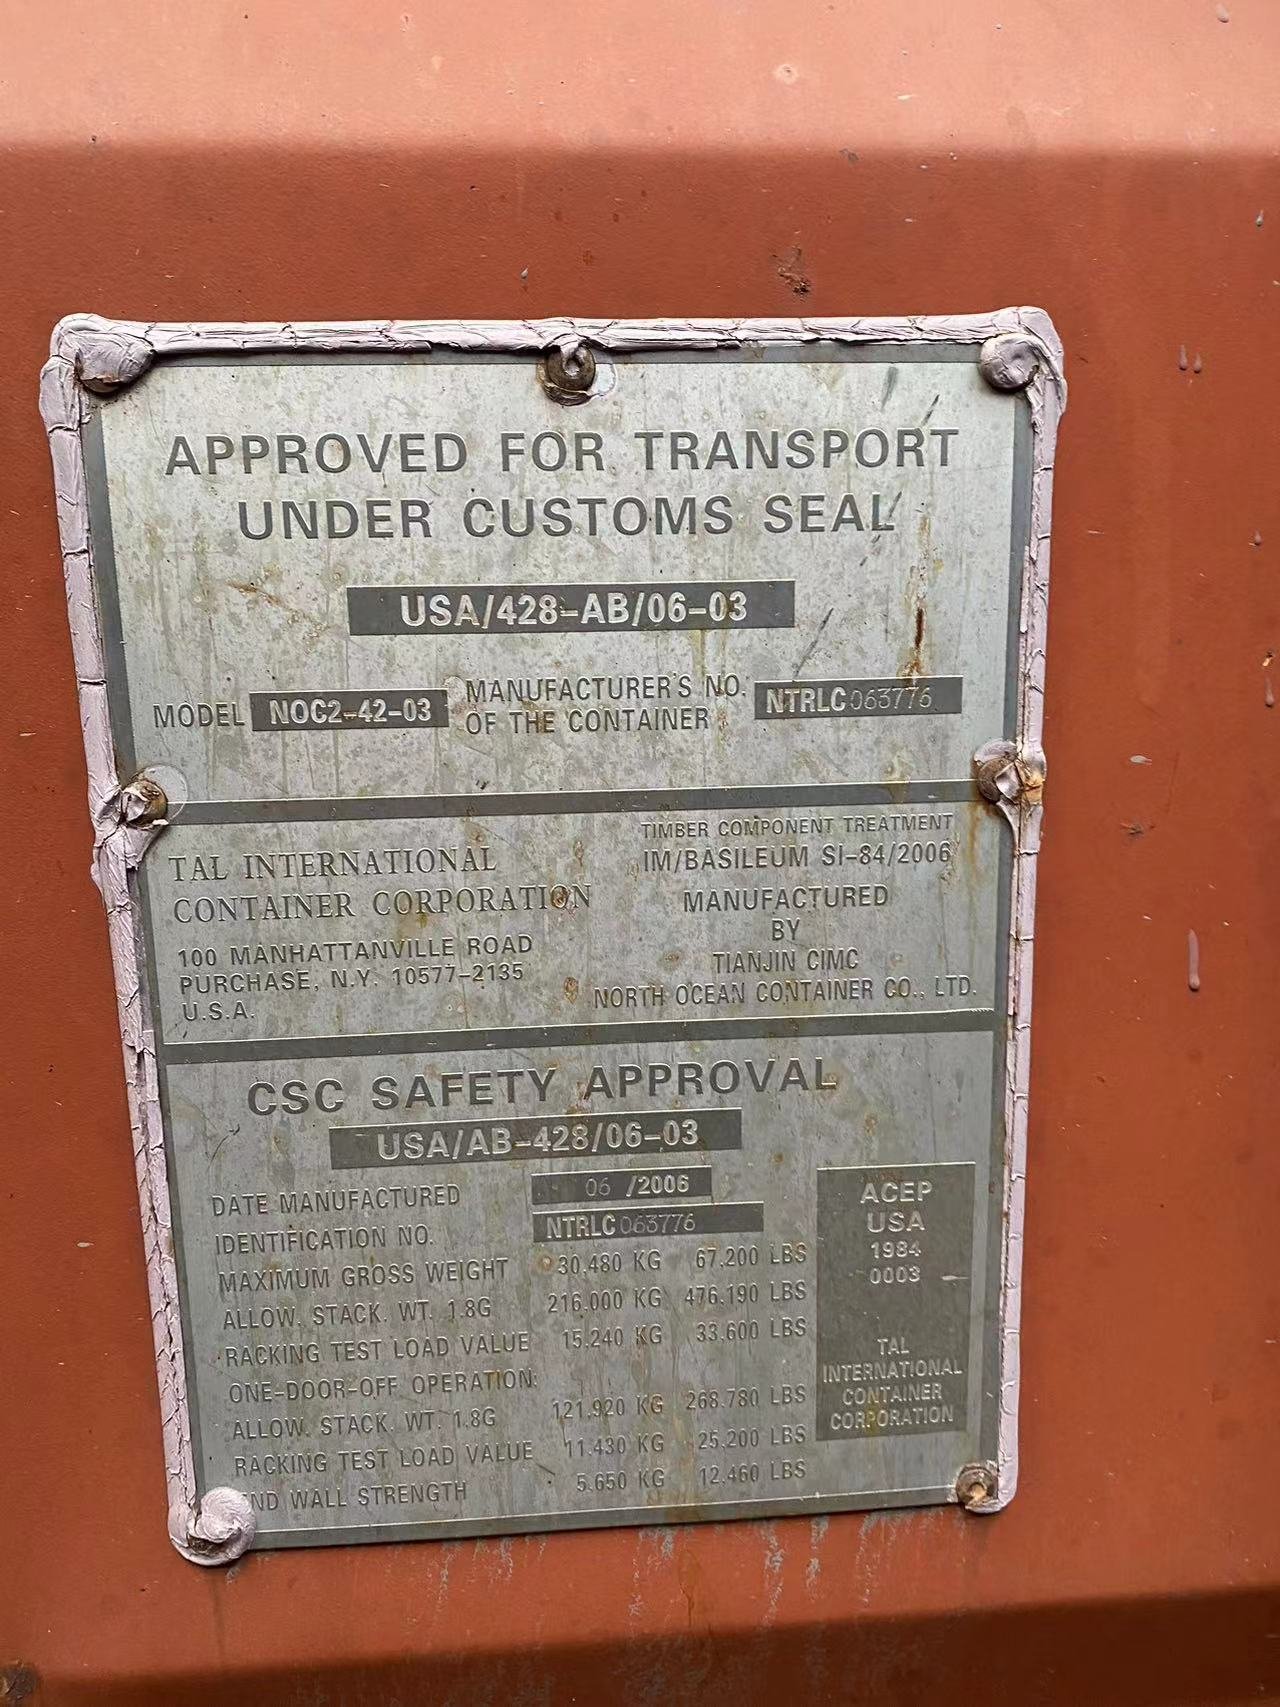 APPROVED FOR TRANSPORT
UNDER CUSTOMS SEAL
USA/428-AB/06-03
MODEL NOC2-42-03
MANUFACTURER'S NO.
OF THE CONTAINER
NTRLC063776
TAL INTERNATIONAL
CONTAINER CORPORATION
100 MANHATTANVILLE ROAD
PURCHASE, N.Y. 10577-2135
U.S.A.
TIMBER COMPONENT TREATMENT
IM/BASILEUM SI-84/2006
MANUFACTURED
BY
TIANJIN CIMC
NORTH OCEAN CONTAINER CO., LTD.
CSC SAFETY APPROVAL
USA/AB-428/06-03
DATE MANUFACTURED 06 /2006
IDENTIFICATION NO. NTRLC063776
MAXIMUM GROSS WEIGHT 30.480 KG 67.200 LBS
ALLOW. STACK. WT. 1.8G 216.000 KG 476.190 LBS
RACKING TEST LOAD VALUE 15.240 KG 33.600 LBS
ONE-DOOR-OFF OPERATION:
ALLOW. STACK. WT. 1.8G 121.920 KG 268.780 LBS
RACKING TEST LOAD VALUE 11.430 KG 25.200 LBS
END WALL STRENGTH 5.650 KG 12.460 LBS
ACEP
USA
1984
0003
TAL
INTERNATIONAL
CONTAINER
CORPORATION